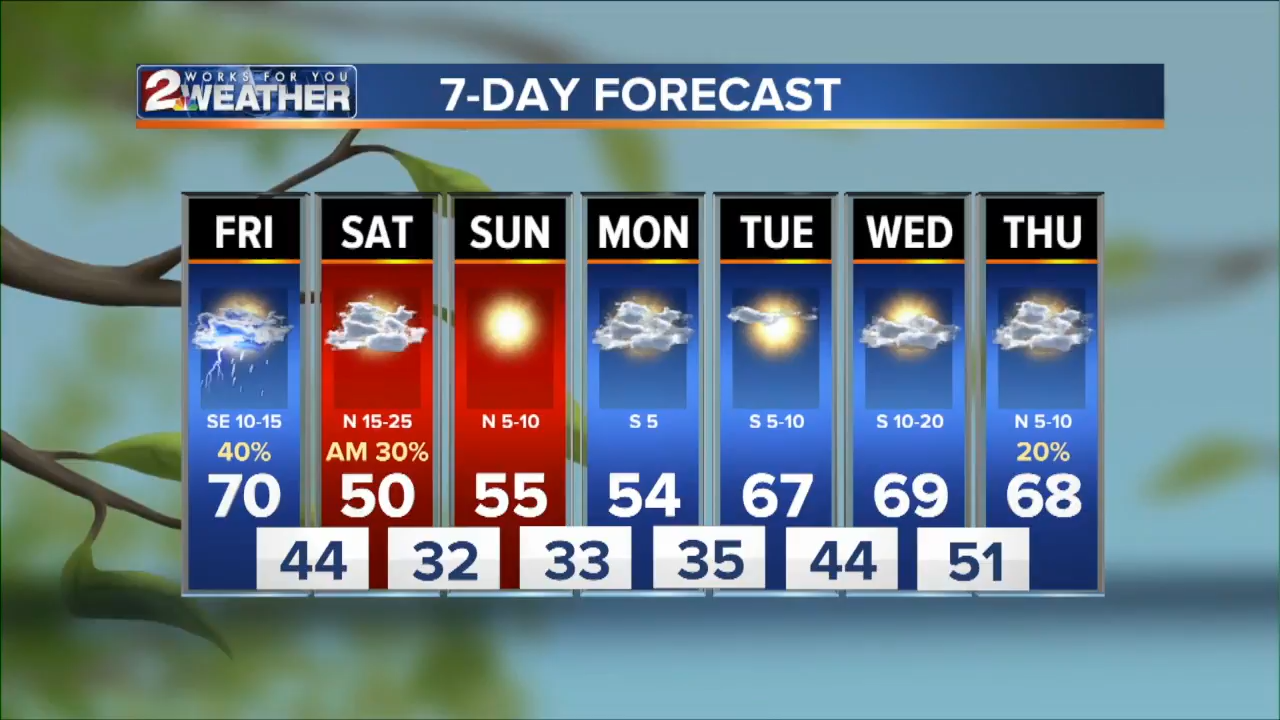 2 WORKS FOR YOU
WEATHER
7-DAY FORECAST
FRI SAT SUN MON TUE WED THU
SE 10-15 N 15-25 N 5-10 S 5 S 5-10 S 10-20 N 5-10
40% AM 30% 20%
70 50 55 54 67 69 68
44 32 33 35 44 51